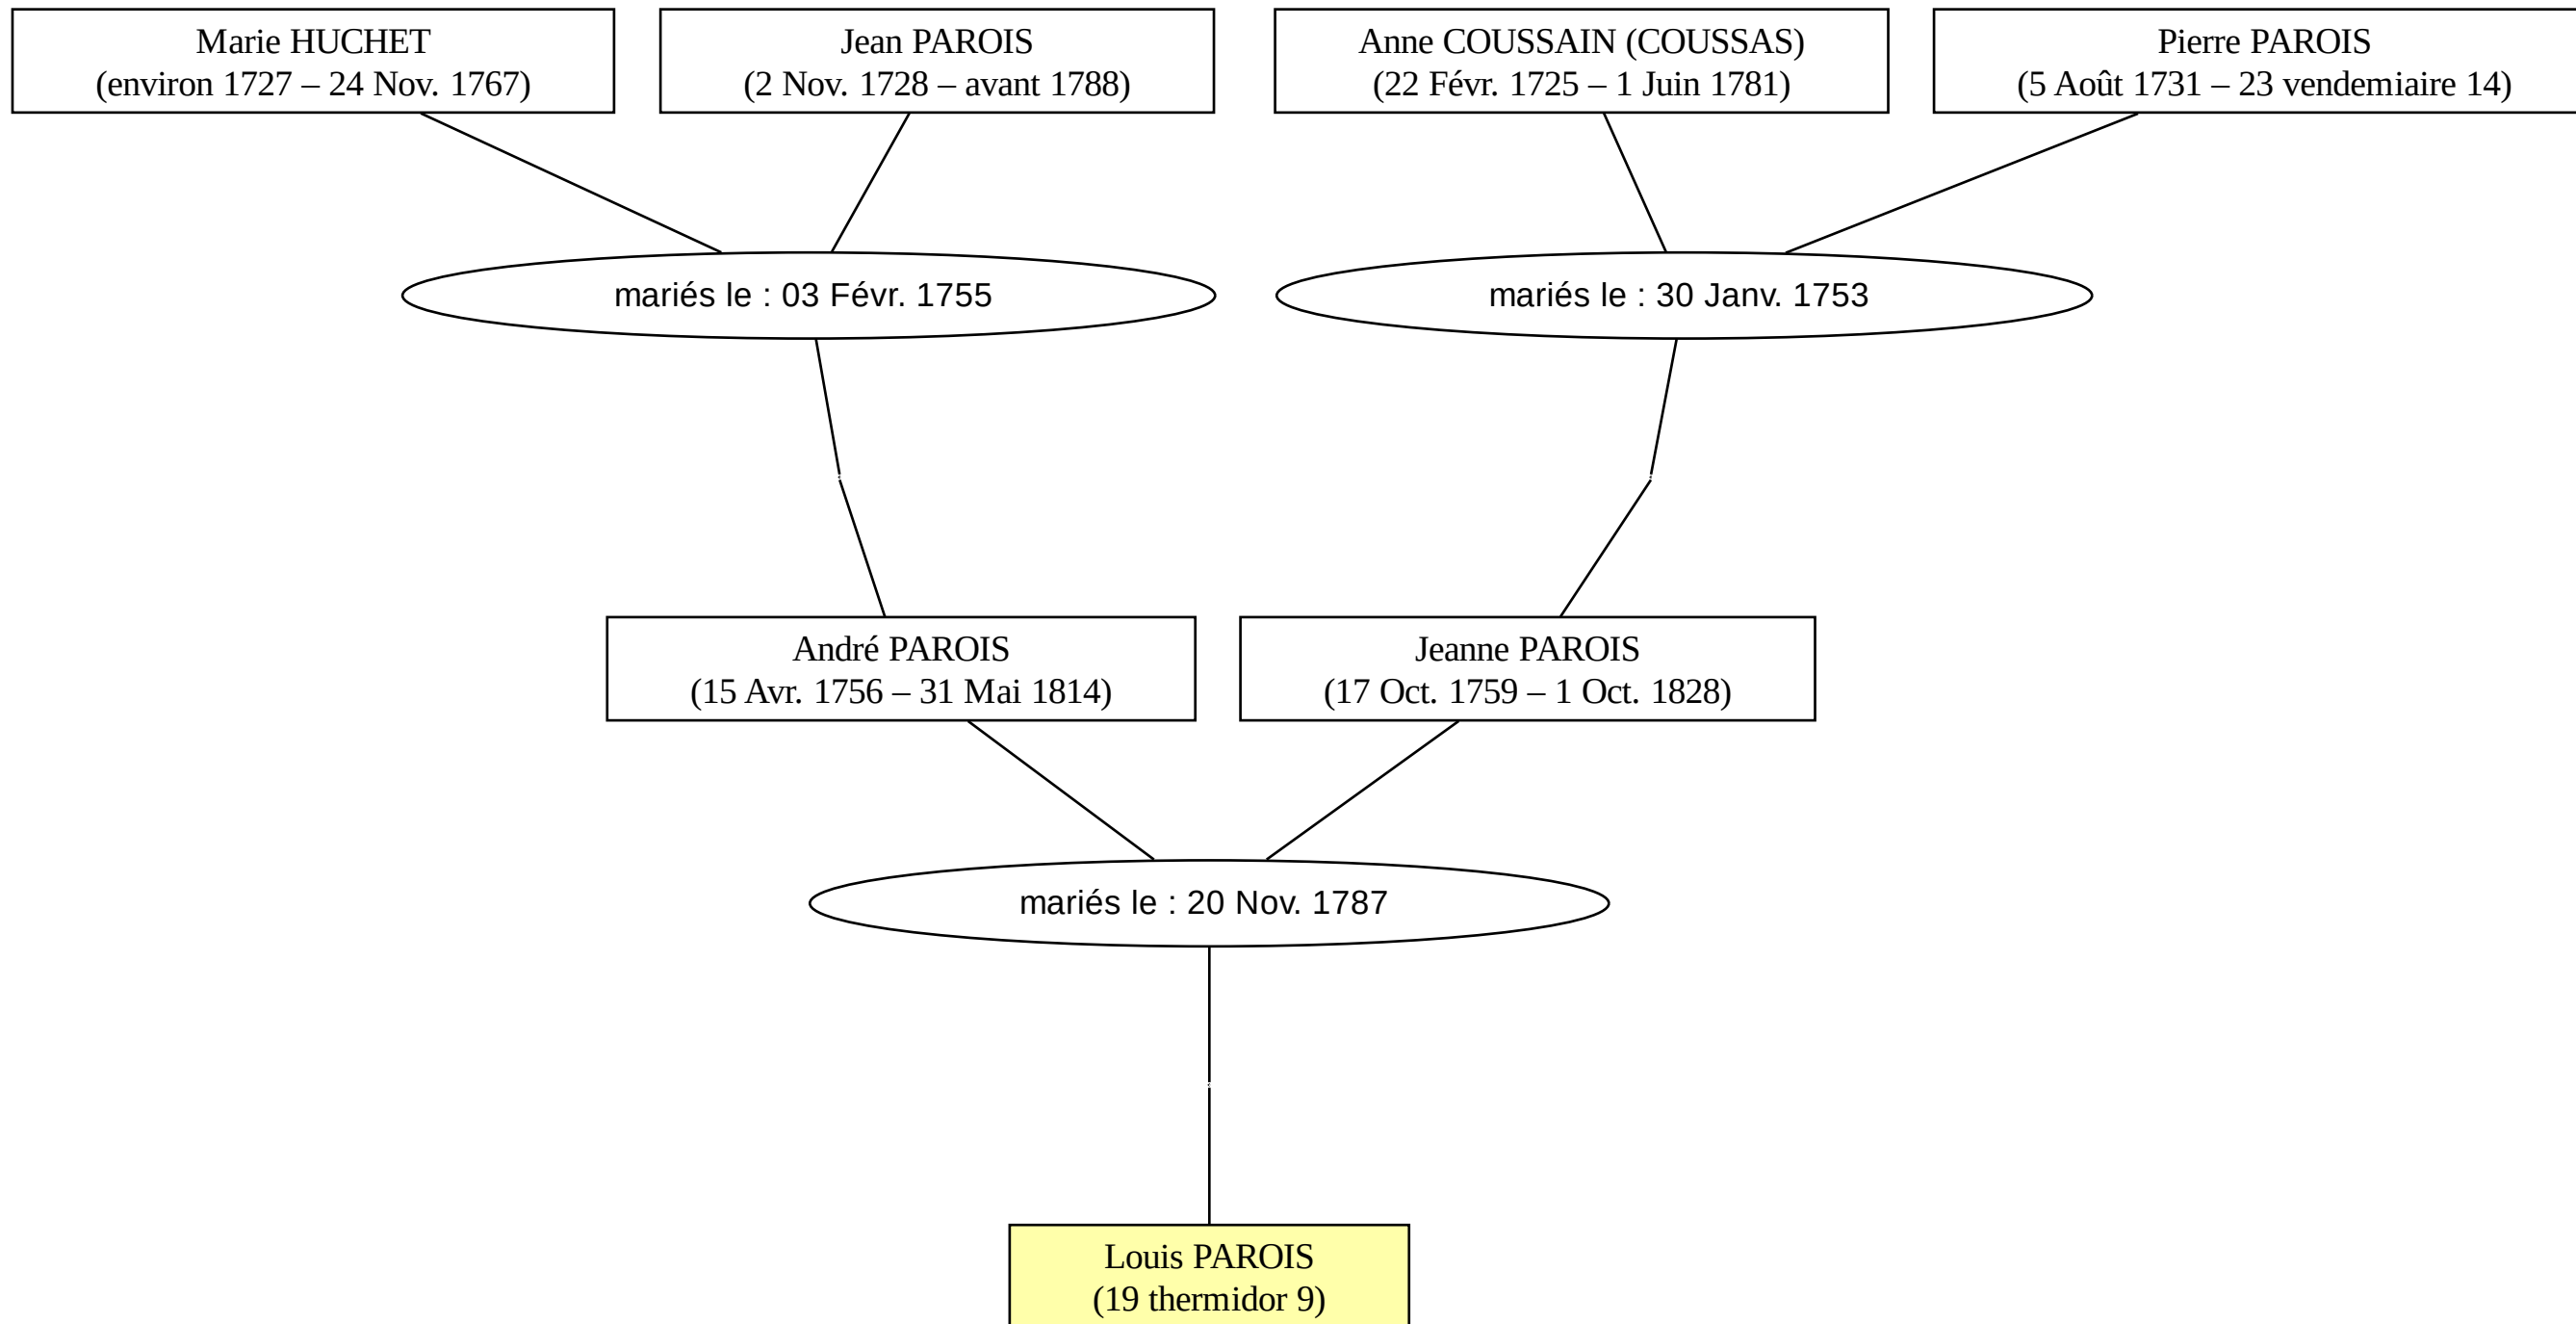 Marie HUCHET
(environ 1727 – 24 Nov. 1767)
Jean PAROIS
(2 Nov. 1728 – avant 1788)
Anne COUSSAIN (COUSSAS)
(22 Févr. 1725 – 1 Juin 1781)
Pierre PAROIS
(5 Août 1731 – 23 vendemiaire 14)
mariés le : 03 Févr. 1755
mariés le : 30 Janv. 1753
André PAROIS
(15 Avr. 1756 – 31 Mai 1814)
Jeanne PAROIS
(17 Oct. 1759 – 1 Oct. 1828)
mariés le : 20 Nov. 1787
Louis PAROIS
(19 thermidor 9)